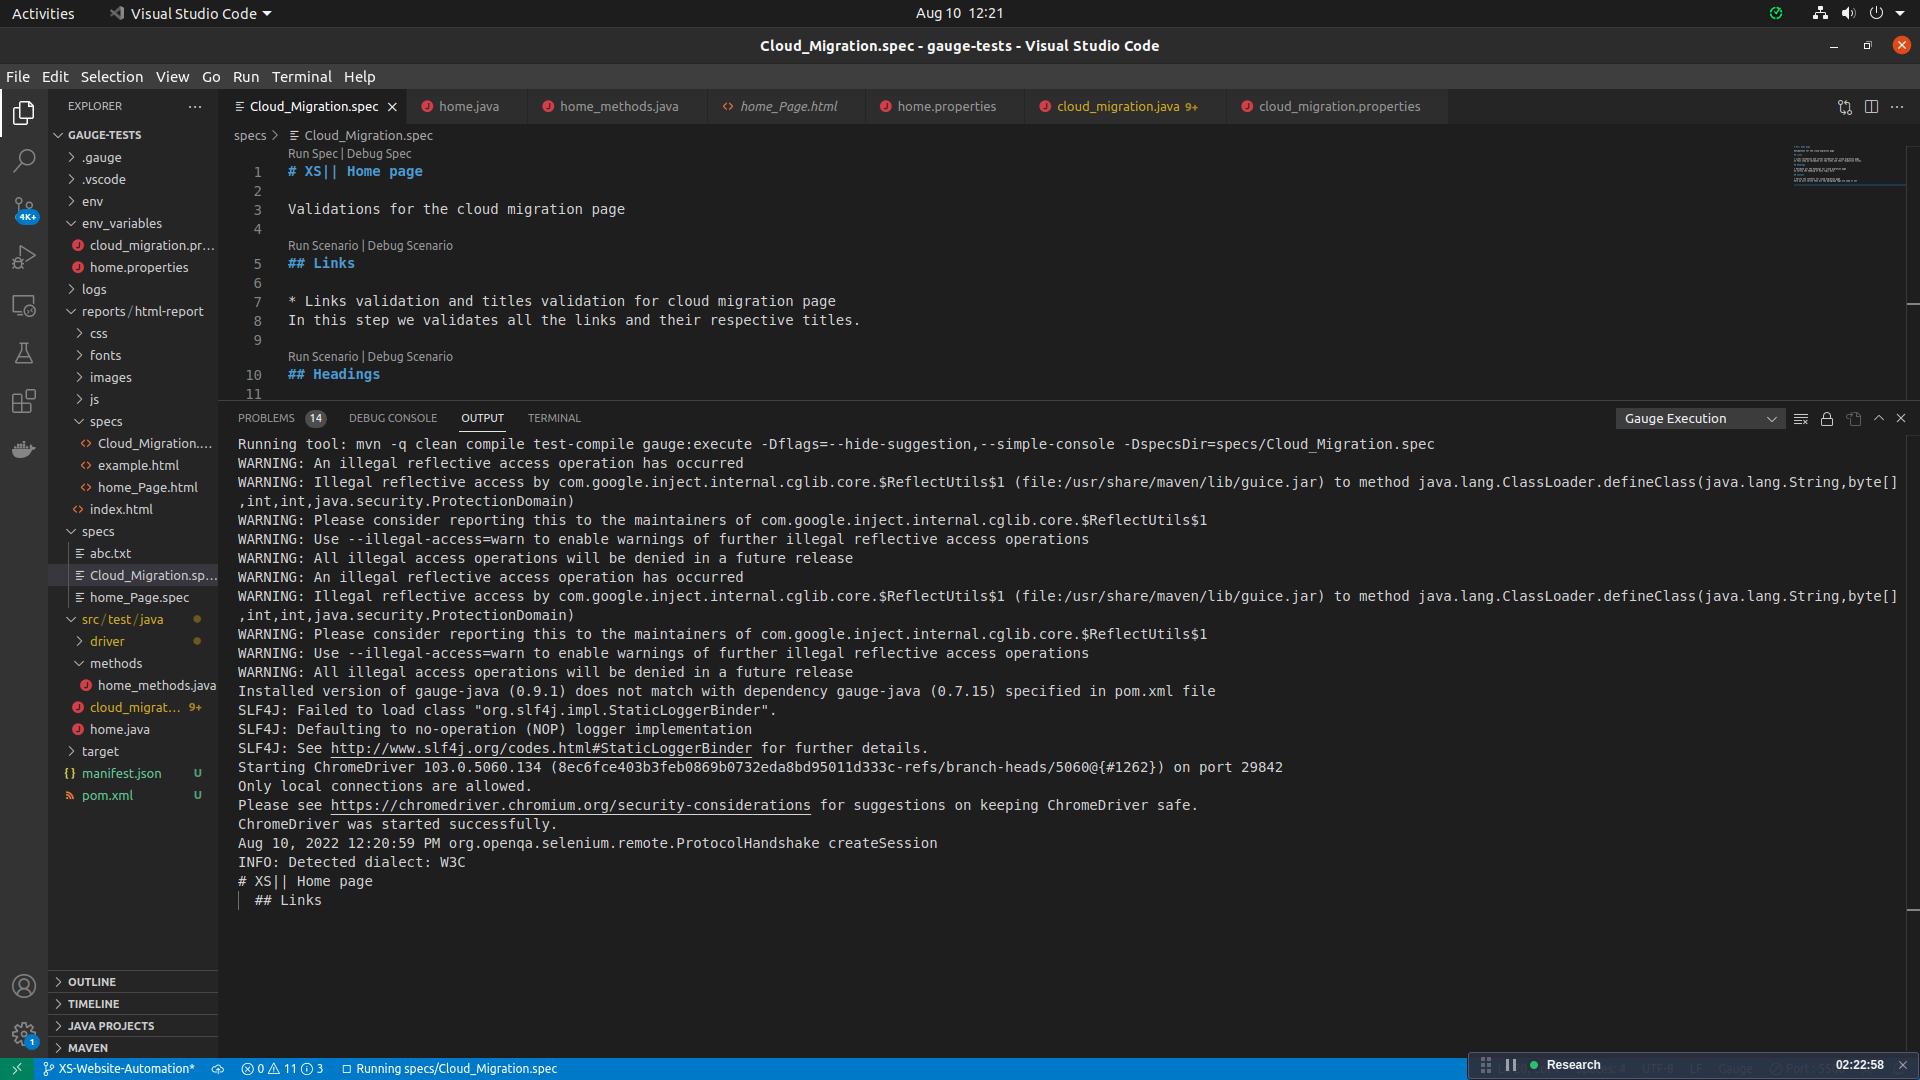 Activities
Visual Studio Code
Aug 10 12:21
Cloud_Migration.spec - gauge-tests - Visual Studio Code
File Edit Selection View Go Run Terminal Help
EXPLORER
GAUGE-TESTS
.gauge
.vscode
env
env_variables
cloud_migration.pr...
home.properties
logs
reports/html-report
css
fonts
images
js
specs
Cloud_Migration....
example.html
home_Page.html
index.html
specs
abc.txt
Cloud_Migration.sp...
home_Page.spec
src/test/java
driver
methods
home_methods.java
cloud_migrat... 9+
home.java
target
manifest.json U
pom.xml U
OUTLINE
TIMELINE
JAVA PROJECTS
MAVEN
4K+
1
Cloud_Migration.spec
home.java
home_methods.java
home_Page.html
home.properties
cloud_migration.java 9+
cloud_migration.properties
specs > Cloud_Migration.spec
Run Spec | Debug Spec
1 # XS|| Home page
2
3 Validations for the cloud migration page
4
Run Scenario | Debug Scenario
5 ## Links
6
7 * Links validation and titles validation for cloud migration page
8 In this step we validates all the links and their respective titles.
9
Run Scenario | Debug Scenario
10 ## Headings
11
PROBLEMS 14 DEBUG CONSOLE OUTPUT TERMINAL
Gauge Execution
Running tool: mvn -q clean compile test-compile gauge:execute -Dflags=--hide-suggestion,--simple-console -DspecsDir=specs/Cloud_Migration.spec
WARNING: An illegal reflective access operation has occurred
WARNING: Illegal reflective access by com.google.inject.internal.cglib.core.$ReflectUtils$1 (file:/usr/share/maven/lib/guice.jar) to method java.lang.ClassLoader.defineClass(java.lang.String,byte[]
,int,int,java.security.ProtectionDomain)
WARNING: Please consider reporting this to the maintainers of com.google.inject.internal.cglib.core.$ReflectUtils$1
WARNING: Use --illegal-access=warn to enable warnings of further illegal reflective access operations
WARNING: All illegal access operations will be denied in a future release
WARNING: An illegal reflective access operation has occurred
WARNING: Illegal reflective access by com.google.inject.internal.cglib.core.$ReflectUtils$1 (file:/usr/share/maven/lib/guice.jar) to method java.lang.ClassLoader.defineClass(java.lang.String,byte[]
,int,int,java.security.ProtectionDomain)
WARNING: Please consider reporting this to the maintainers of com.google.inject.internal.cglib.core.$ReflectUtils$1
WARNING: Use --illegal-access=warn to enable warnings of further illegal reflective access operations
WARNING: All illegal access operations will be denied in a future release
Installed version of gauge-java (0.9.1) does not match with dependency gauge-java (0.7.15) specified in pom.xml file
SLF4J: Failed to load class "org.slf4j.impl.StaticLoggerBinder".
SLF4J: Defaulting to no-operation (NOP) logger implementation
SLF4J: See http://www.slf4j.org/codes.html#StaticLoggerBinder for further details.
Starting ChromeDriver 103.0.5060.134 (8ec6fce403b3feb0869b0732eda8bd95011d333c-refs/branch-heads/5060@{#1262}) on port 29842
Only local connections are allowed.
Please see https://chromedriver.chromium.org/security-considerations for suggestions on keeping ChromeDriver safe.
ChromeDriver was started successfully.
Aug 10, 2022 12:20:59 PM org.openqa.selenium.remote.ProtocolHandshake createSession
INFO: Detected dialect: W3C
# XS|| Home page
## Links
XS-Website-Automation* 0 11 3 Running specs/Cloud_Migration.spec
Research 02:22:58